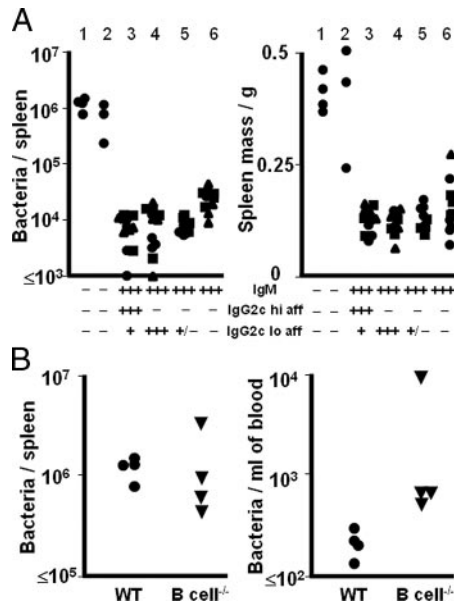 A
1 2 3 4 5 6
Bacteria / spleen
10⁷
10⁶
10⁵
10⁴
≤10³
1 2 3 4 5 6
Spleen mass / g
0.5
0.25
0
– – +++ +++ +++ +++ IgM – – +++ +++ +++ +++
– – +++ – – – IgG2c hi aff – – +++ – – –
– – + +++ +/– – IgG2c lo aff – – + +++ +/– –
B
Bacteria / spleen
10⁷
10⁶
≤10⁵
WT B cell⁻/⁻
Bacteria / ml of blood
10⁴
10³
≤10²
WT B cell⁻/⁻